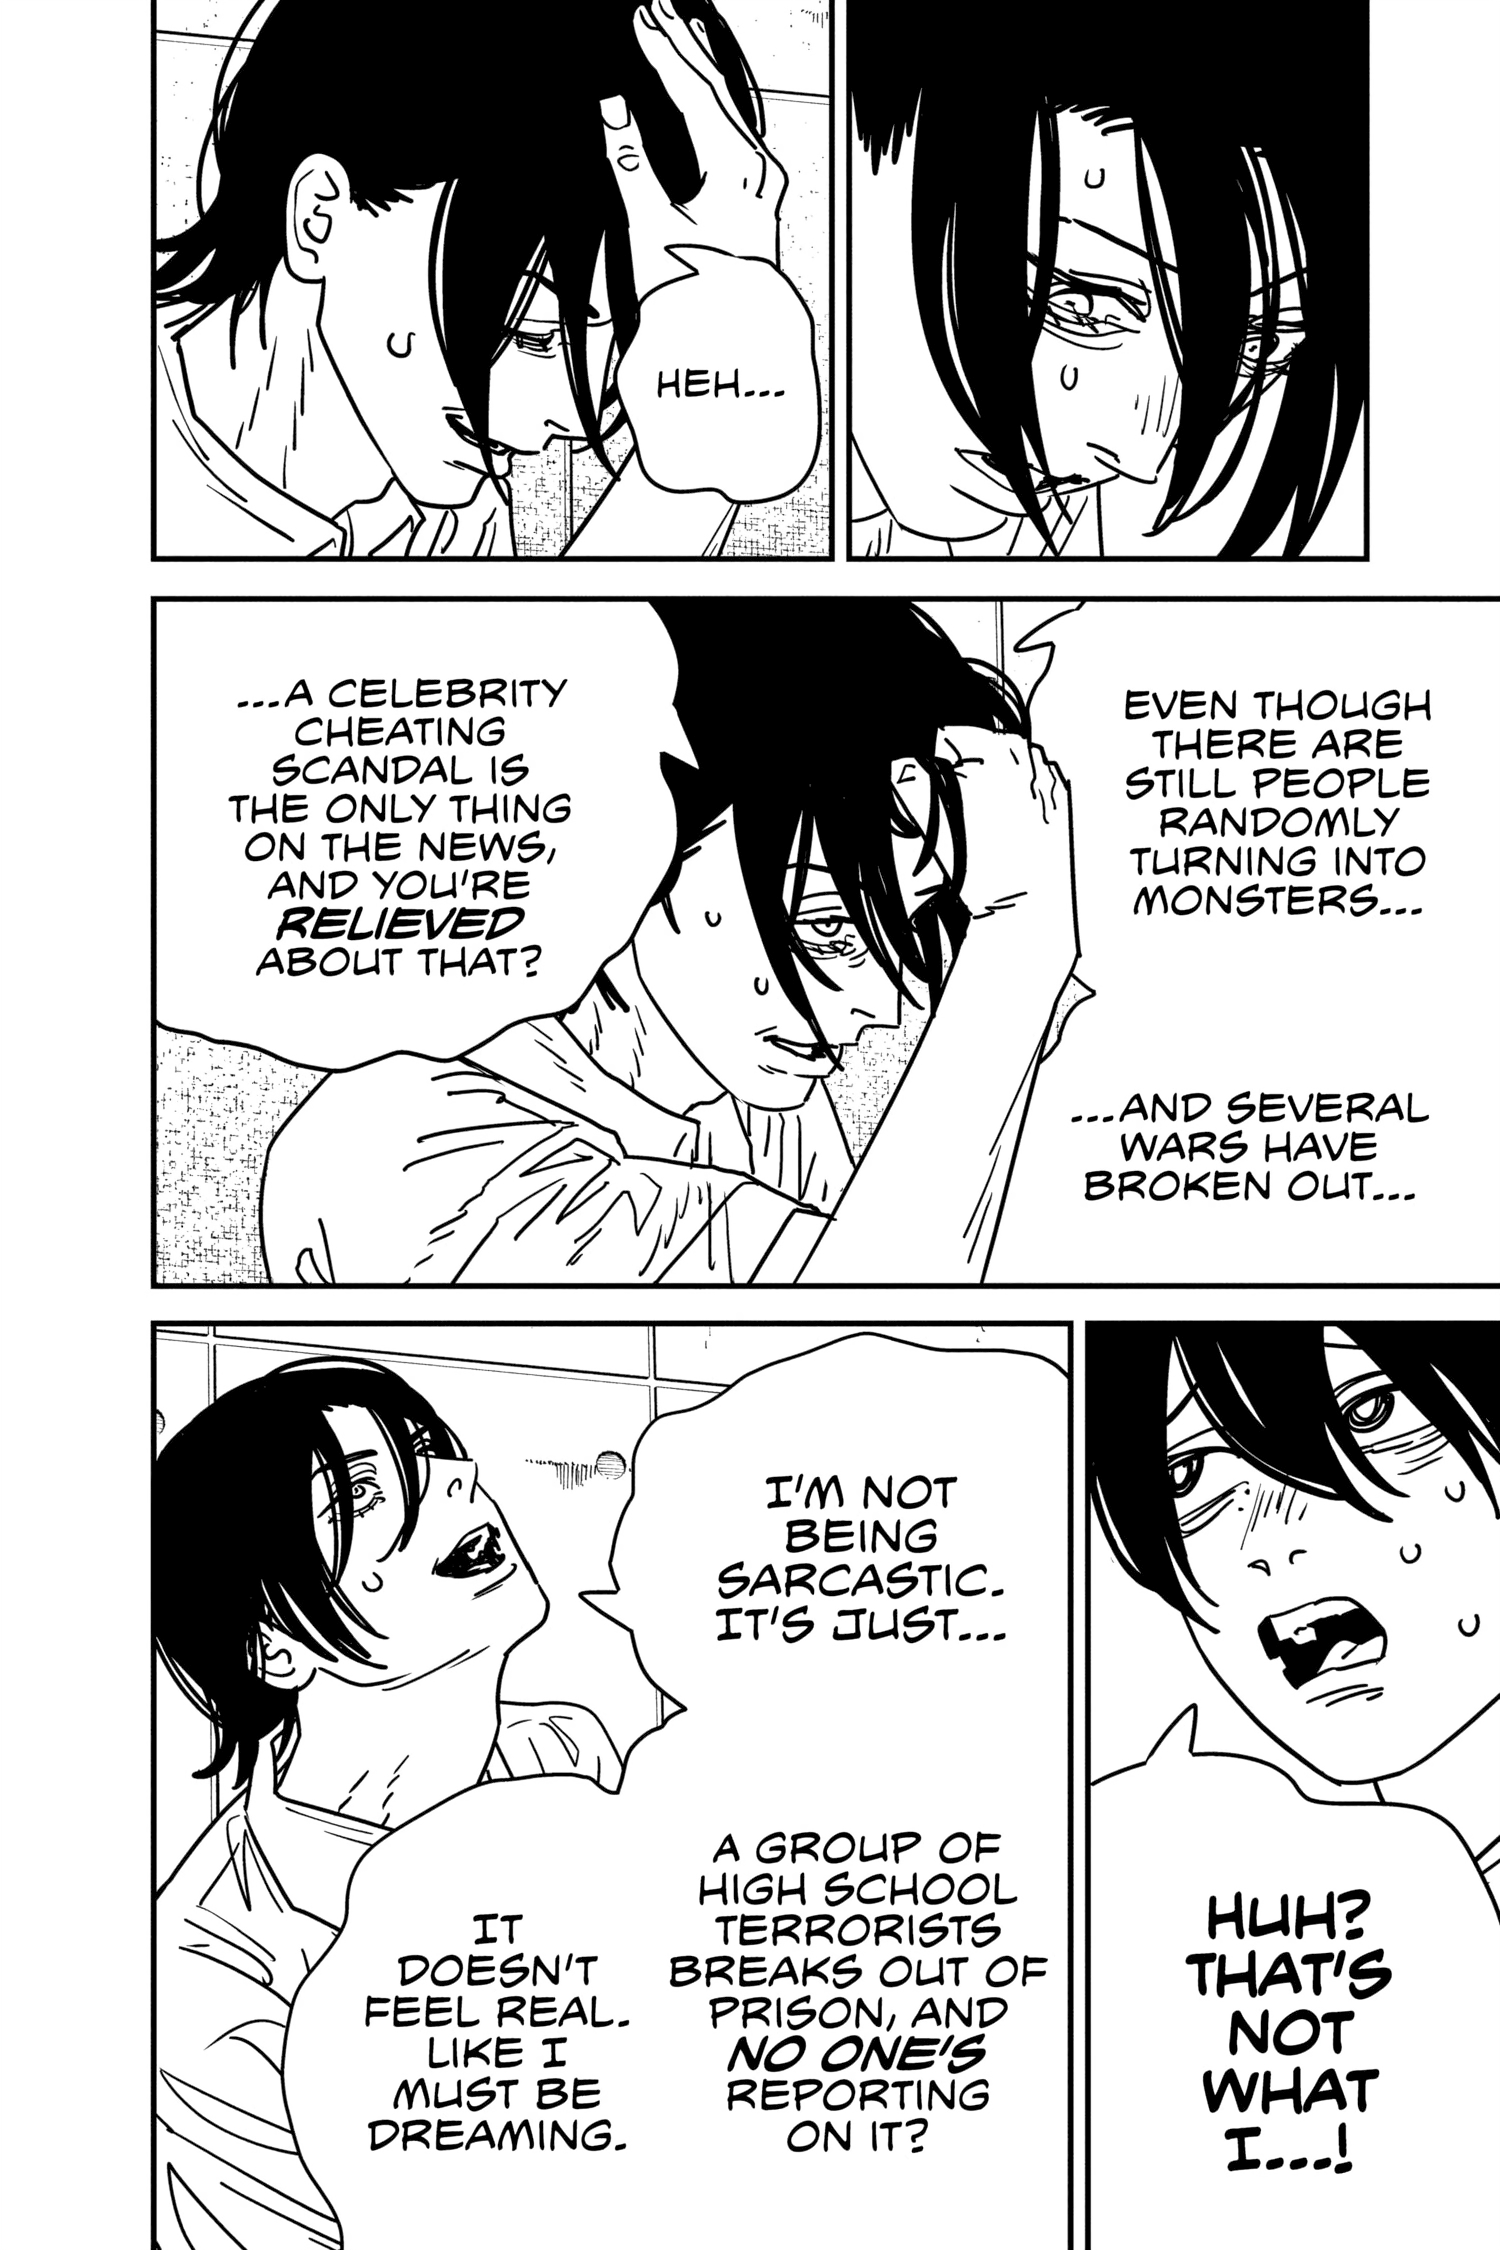 HEH...
EVEN THOUGH
THERE ARE
STILL PEOPLE
RANDOMLY
TURNING INTO
MONSTERS...
...AND SEVERAL
WARS HAVE
BROKEN OUT...
...A CELEBRITY
CHEATING
SCANDAL IS
THE ONLY THING
ON THE NEWS,
AND YOU'RE
RELIEVED
ABOUT THAT?
HUH?
THAT'S
NOT
WHAT
I...!
I'M NOT
BEING
SARCASTIC.
IT'S JUST...
A GROUP OF
HIGH SCHOOL
TERRORISTS
BREAKS OUT OF
PRISON, AND
NO ONE'S
REPORTING
ON IT?
IT
DOESN'T
FEEL REAL.
LIKE I
MUST BE
DREAMING.